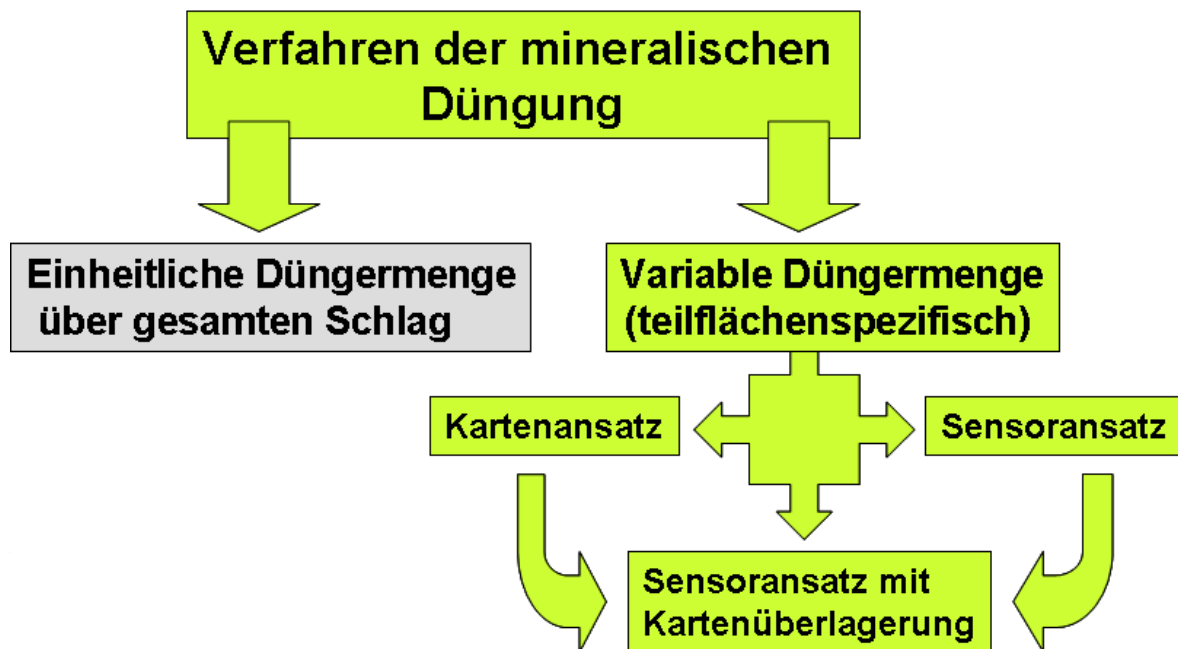 Verfahren der mineralischen
Düngung
Einheitliche Düngermenge
über gesamten Schlag
Variable Düngermenge
(teilflächenspezifisch)
Kartenansatz
Sensoransatz
Sensoransatz mit
Kartenüberlagerung